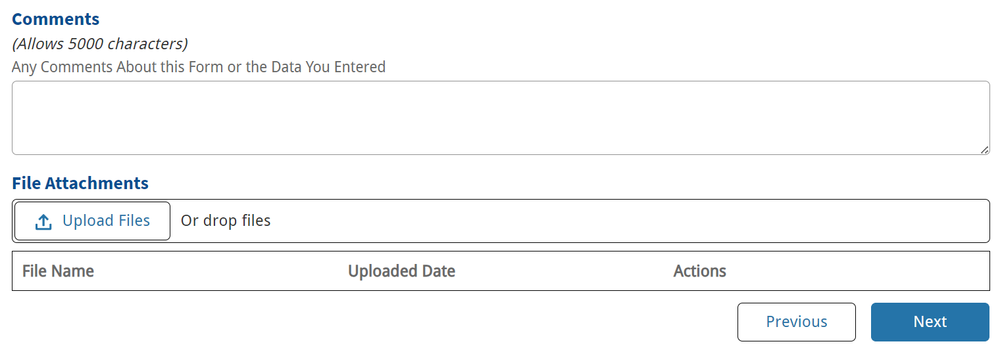 Comments
(Allows 5000 characters)
Any Comments About this Form or the Data You Entered
File Attachments
Upload Files Or drop files
File Name Uploaded Date Actions
Previous Next